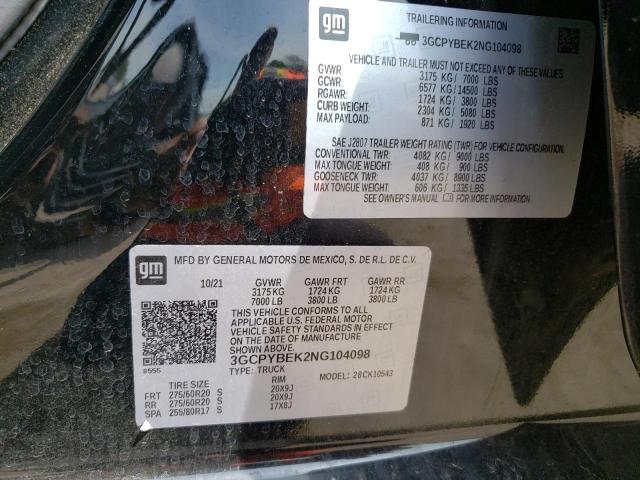 gm
TRAILERING INFORMATION
3GCPYBEK2NG104098
VEHICLE AND TRAILER MUST NOT EXCEED ANY OF THESE VALUES
GVWR: 3175 KG / 7000 LBS
GCWR: 6577 KG / 14500 LBS
RGAWR: 1724 KG / 3800 LBS
CURB WEIGHT: 2304 KG / 5080 LBS
MAX PAYLOAD: 871 KG / 1920 LBS
SAE J2807 TRAILER WEIGHT RATING (TWR) FOR VEHICLE CONFIGURATION.
CONVENTIONAL TWR: 4082 KG / 9000 LBS
MAX TONGUE WEIGHT: 408 KG / 900 LBS
GOOSENECK TWR: 4037 KG / 8900 LBS
MAX TONGUE WEIGHT: 606 KG / 1335 LBS
SEE OWNER'S MANUAL FOR MORE INFORMATION
gm
MFD BY GENERAL MOTORS DE MEXICO, S. DE R.L. DE C.V.
10/21 GVWR GAWR FRT GAWR RR
3175 KG 1724 KG 1724 KG
7000 LB 3800 LB 3800 LB
THIS VEHICLE CONFORMS TO ALL
APPLICABLE U.S. FEDERAL MOTOR
VEHICLE SAFETY STANDARDS IN EFFECT
ON THE DATE OF MANUFACTURE
3GCPYBEK2NG104098
8555
TYPE: TRUCK MODEL: 28CK10543
TIRE SIZE RIM
FRT 275/60R20 S 20X9J
RR 275/60R20 S 20X9J
SPA 255/80R17 S 17X8J